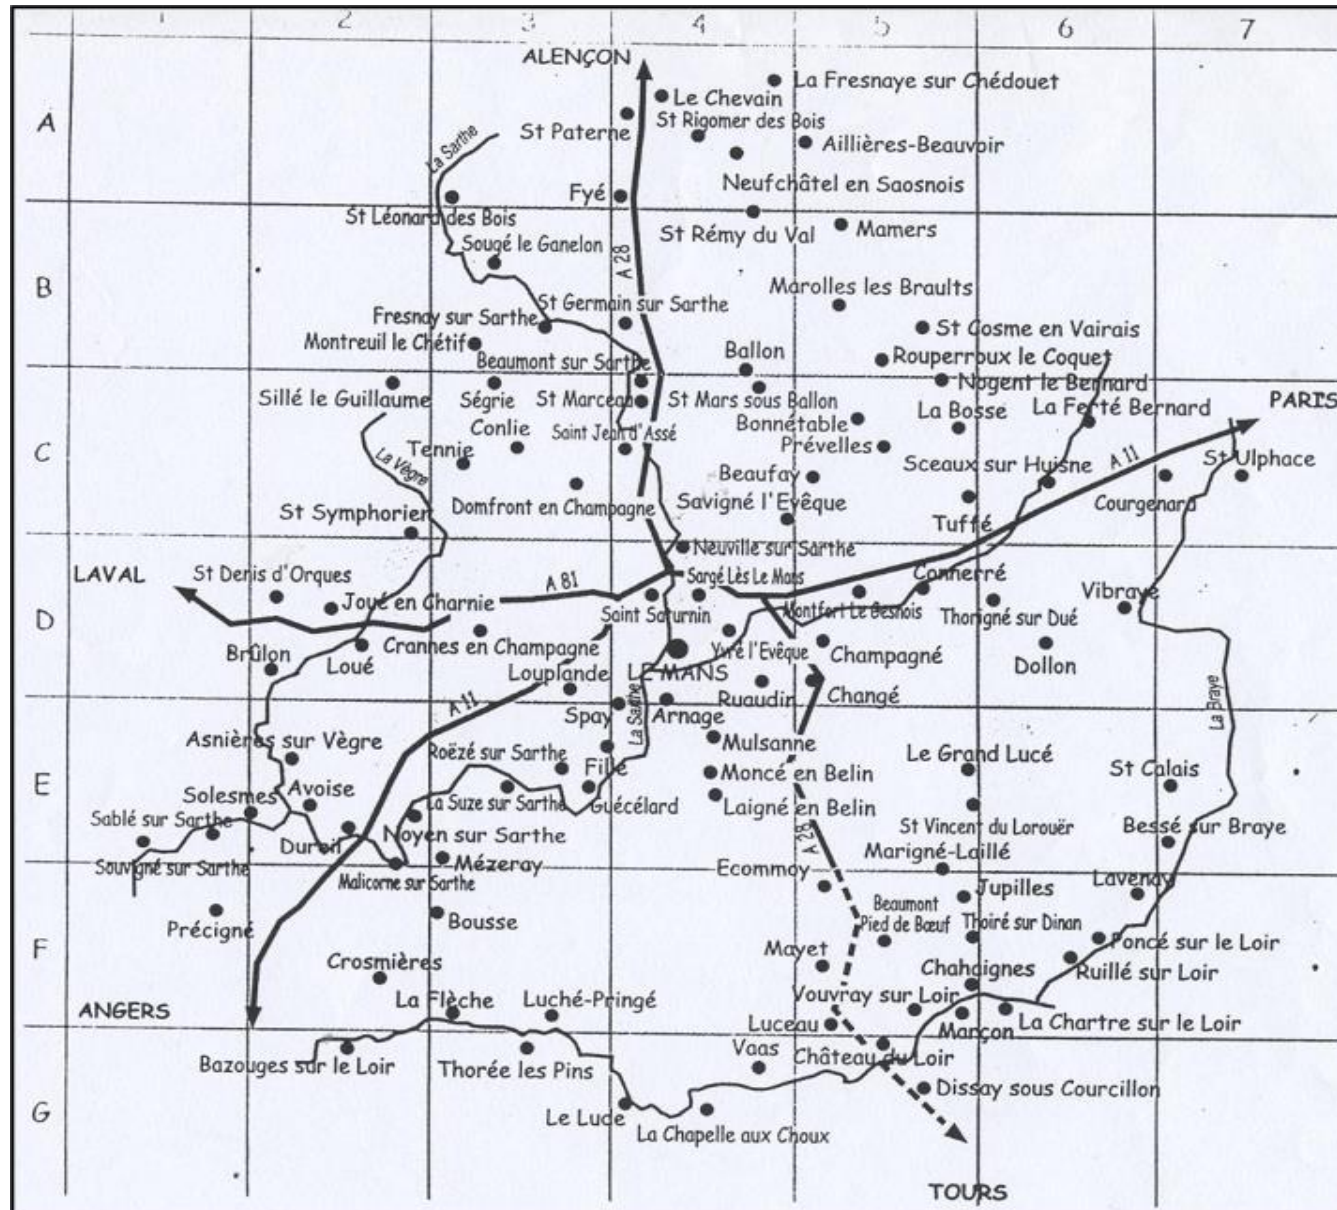 2 3 4 5 6 7
ALENÇON
La Fresnaye sur Chédouet
Le Chevain
A
St Paterne
St Rigomer des Bois
Aillières-Beauvoir
La Sarthe
Neufchâtel en Saosnois
Fyé
St Léonard des Bois
St Rémy du Val
Mamers
Sougé le Ganelon
A 28
B
Marolles les Braults
St Germain sur Sarthe
Fresnay sur Sarthe
St Cosme en Vairais
Montreuil le Chétif
Beaumont sur Sarthe
Ballon
Rouperroux le Coquet
Nogent le Bernard
Sillé le Guillaume
Ségrie
St Marceau
St Mars sous Ballon
La Bosse
La Ferté Bernard
PARIS
Conlie
Saint Jean d'Assé
Bonnétable
C
Tennie
Prévelles
La Vègre
Beaufay
Sceaux sur Huisne
A 11
St Ulphace
Domfront en Champagne
Savigné l'Evêque
Courgenard
St Symphorien
Tuffé
Neuville sur Sarthe
LAVAL
St Denis d'Orques
A 81
Sargé Lès Le Mans
Connerré
Vibraye
Joué en Charnie
Saint Saturnin
Montfort Le Gesnois
Thorigné sur Dué
D
Crannes en Champagne
Yvré l'Evêque
Champagné
Dollon
Brûlon
Loué
Louplande
LE MANS
Ruaudin
Changé
A 11
Spay
La Sarthe
Arnage
La Braye
Asnières sur Vègre
Roëzé sur Sarthe
Fillé
Mulsanne
Le Grand Lucé
E
Moncé en Belin
St Calais
Solesmes
Avoise
La Suze sur Sarthe
Guécélard
Laigné en Belin
Sablé sur Sarthe
Dureil
Noyen sur Sarthe
A 28
St Vincent du Lorouër
Bessé sur Braye
Souvigné sur Sarthe
Mézeray
Marigné-Laillé
Malicorne sur Sarthe
Ecommoy
Jupilles
Lavenay
Précigné
Bousse
Beaumont
Pied de Bœuf
Thoiré sur Dinan
F
Mayet
Poncé sur le Loir
Crosmières
Chahaignes
Ruillé sur Loir
ANGERS
La Flèche
Luché-Pringé
Vouvray sur Loir
Luceau
Marçon
La Chartre sur le Loir
Bazouges sur le Loir
Thorée les Pins
Vaas
Château du Loir
Dissay sous Courcillon
G
Le Lude
La Chapelle aux Choux
TOURS